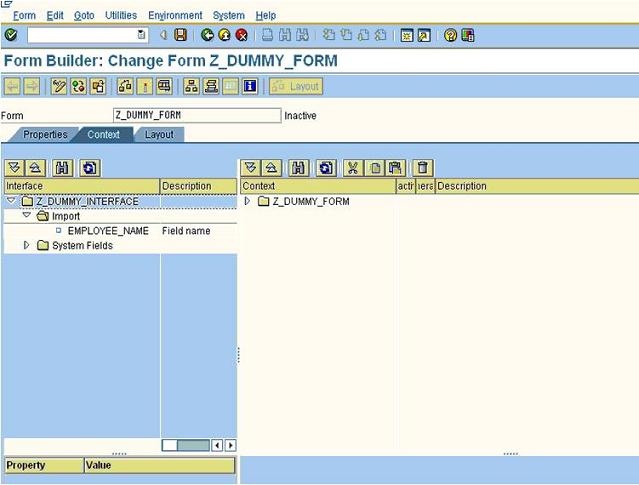 Form Edit Goto Utilities Environment System Help
Form Builder: Change Form Z_DUMMY_FORM
Layout
Form Z_DUMMY_FORM Inactive
Properties Context Layout
Interface Description Context actr nera Description
Z_DUMMY_INTERFACE Z_DUMMY_FORM
Import
EMPLOYEE_NAME Field name
System Fields
Property Value